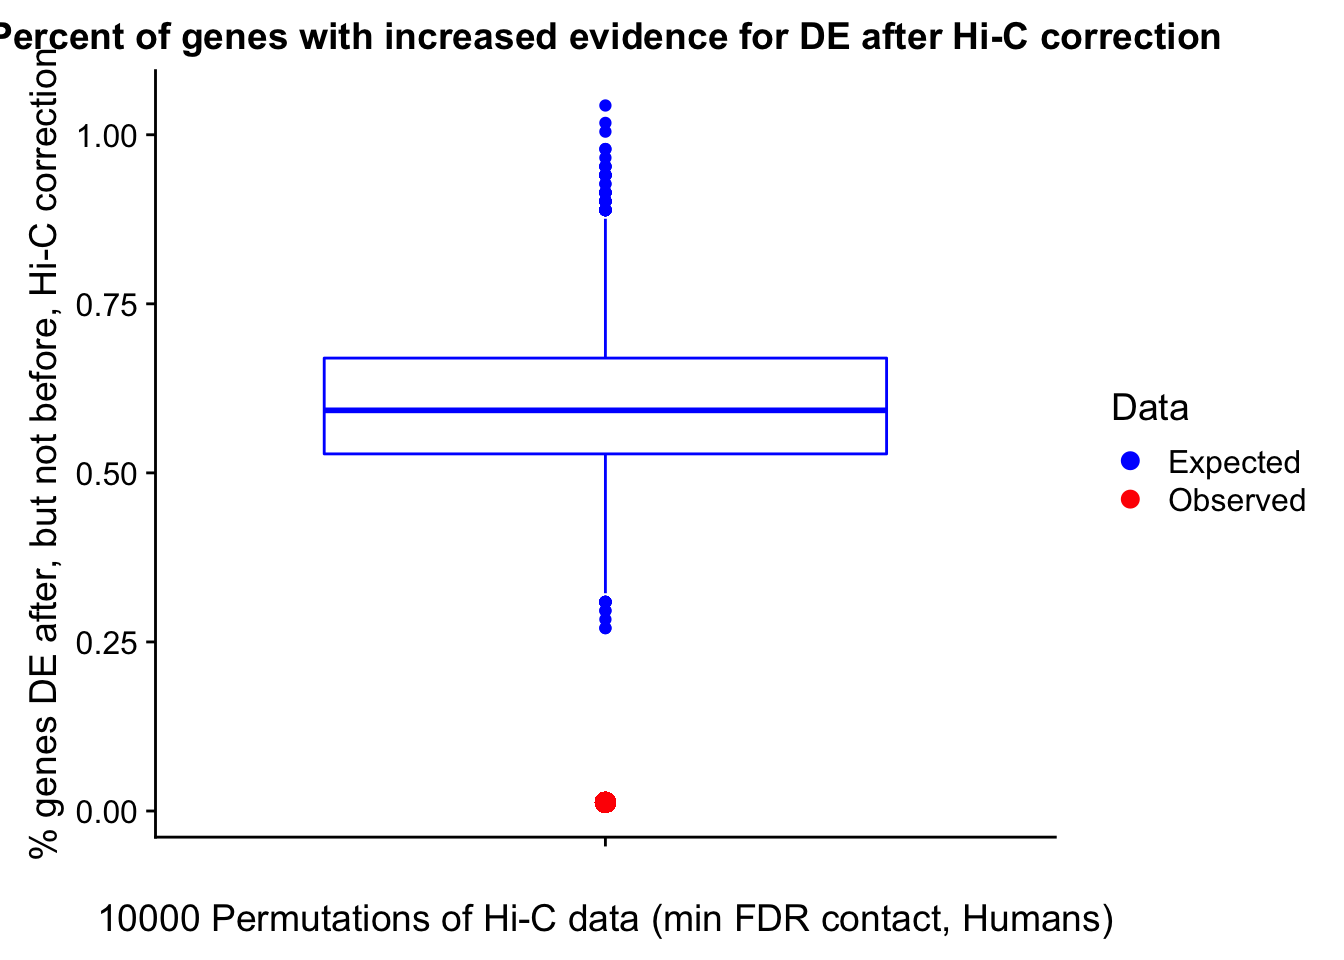 Percent of genes with increased evidence for DE after Hi-C correction
% genes DE after, but not before, Hi-C correction
1.00
0.75
0.50
0.25
0.00
10000 Permutations of Hi-C data (min FDR contact, Humans)
Data
Expected
Observed